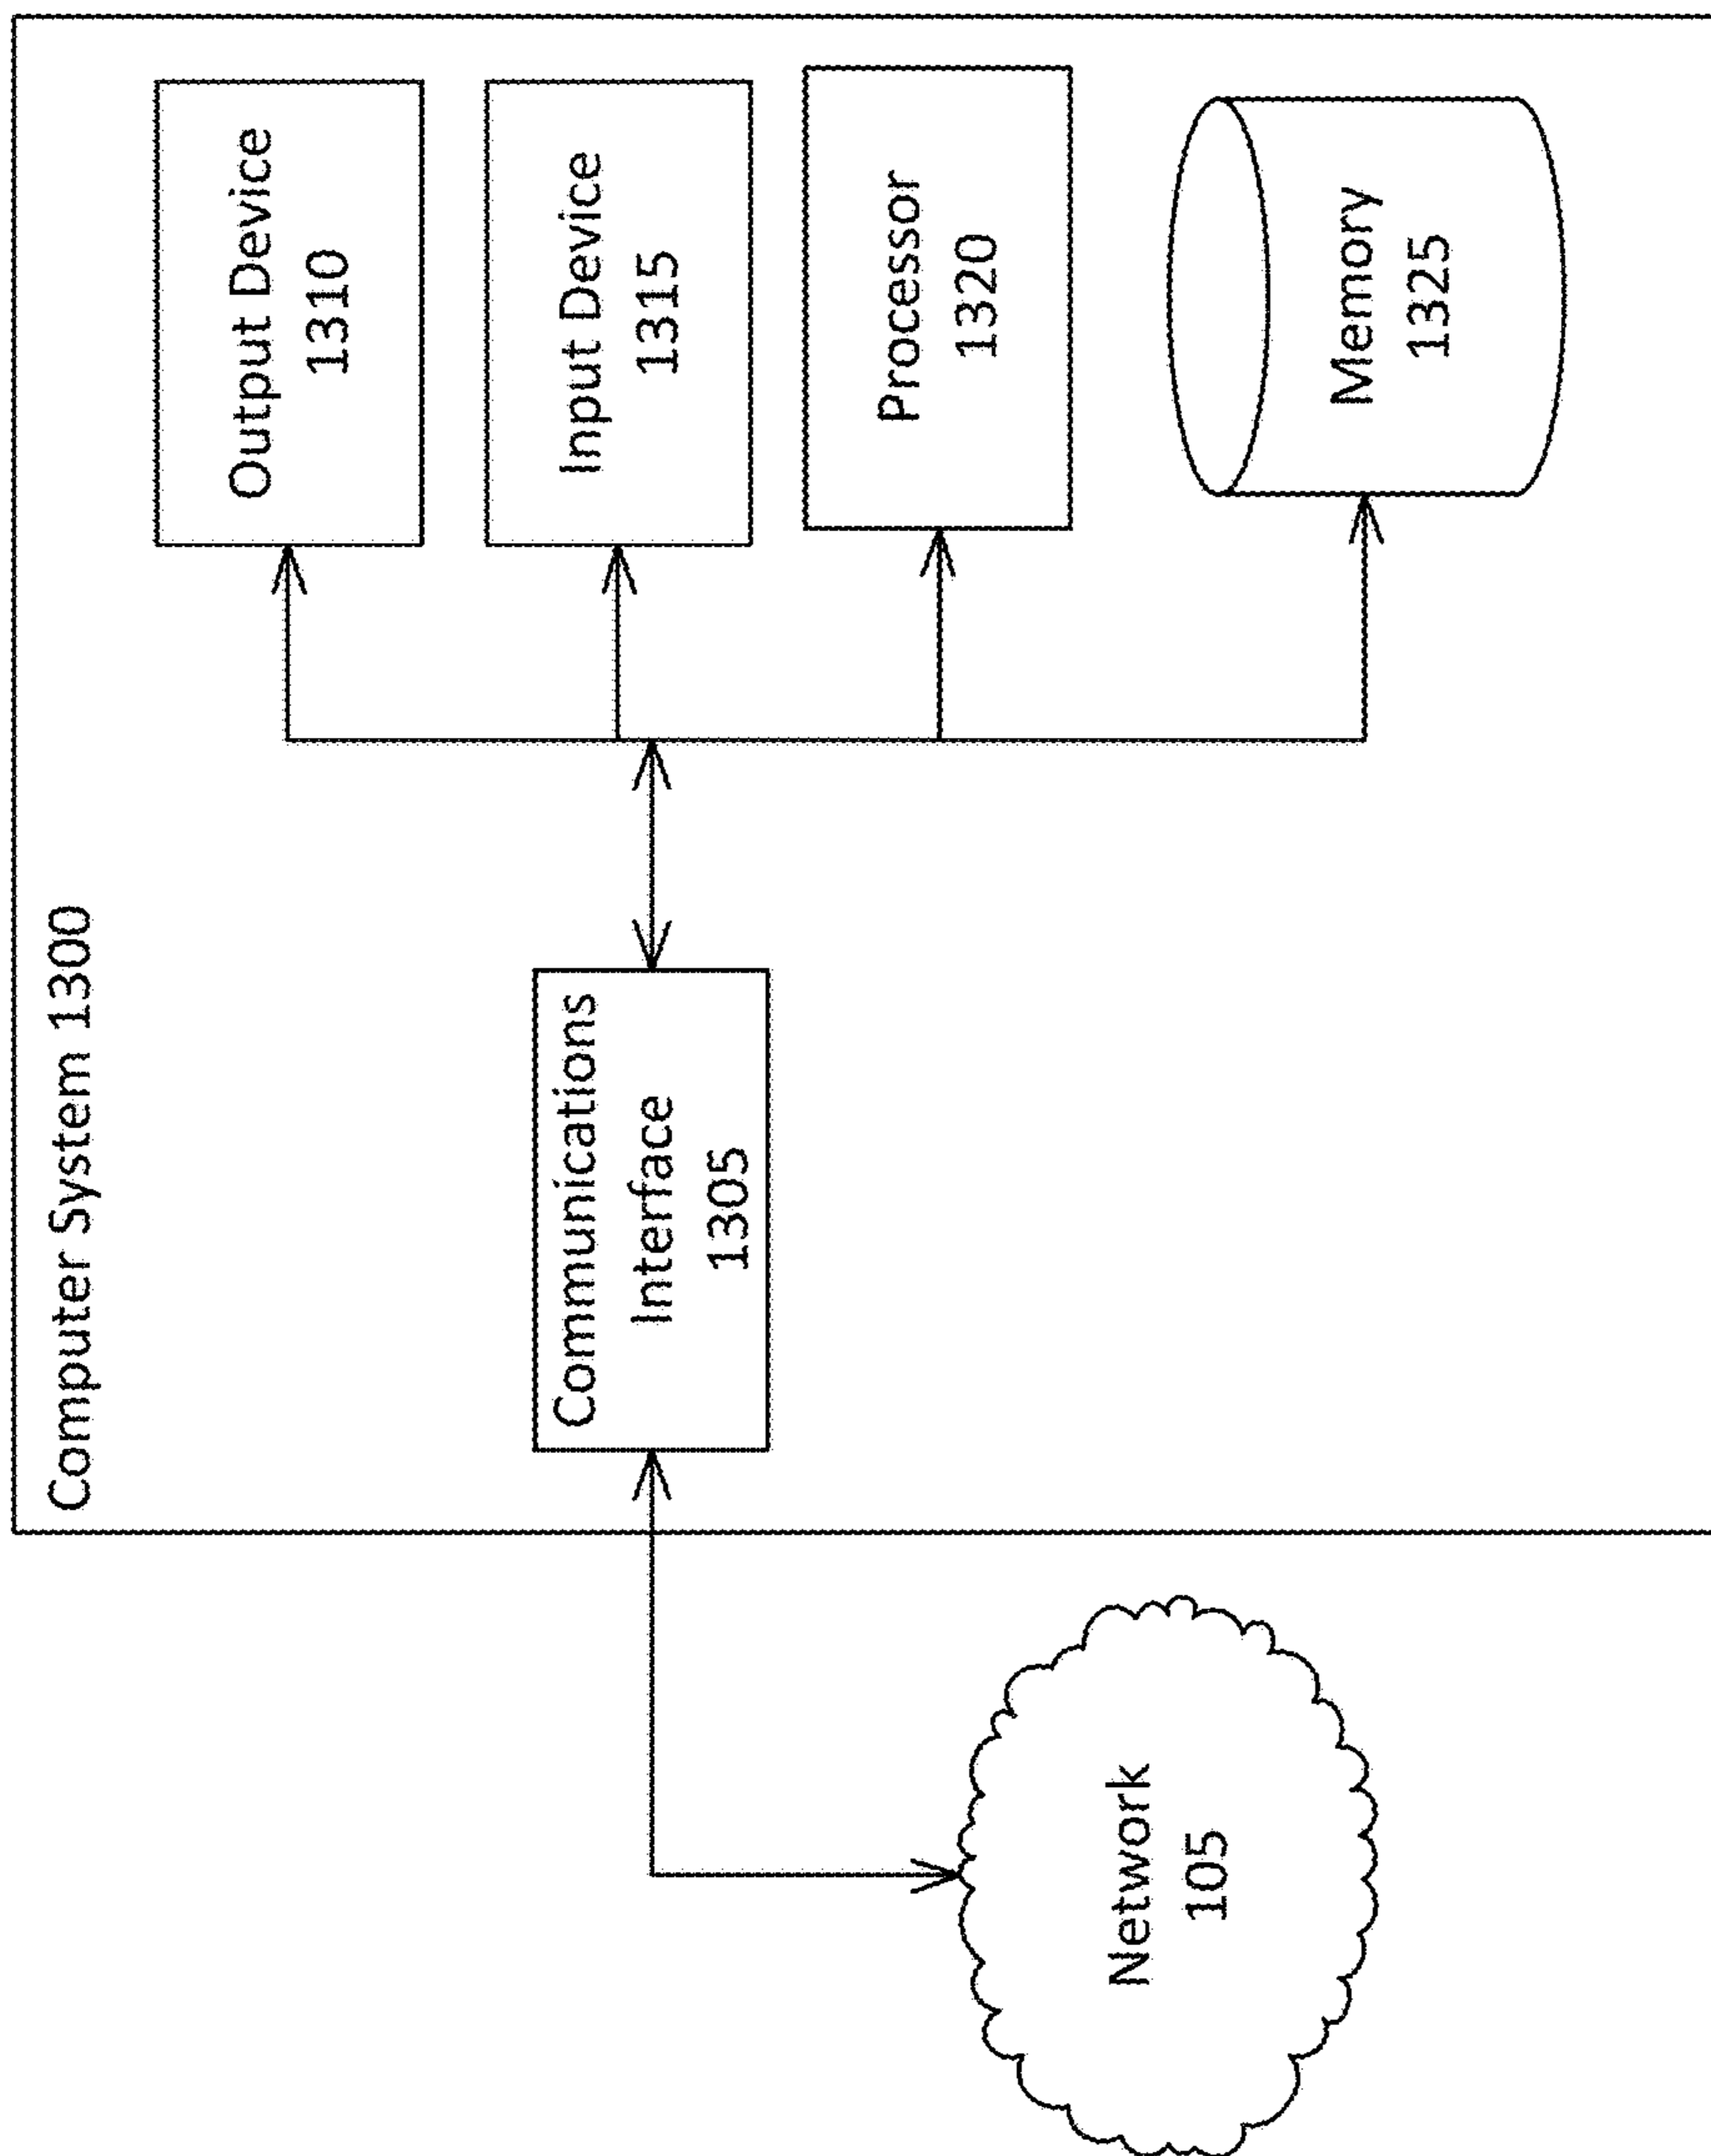 Computer System 1300
Output Device
1310
Input Device
1315
Communications
Interface
1305
Processor
1320
Memory
1325
Network
105